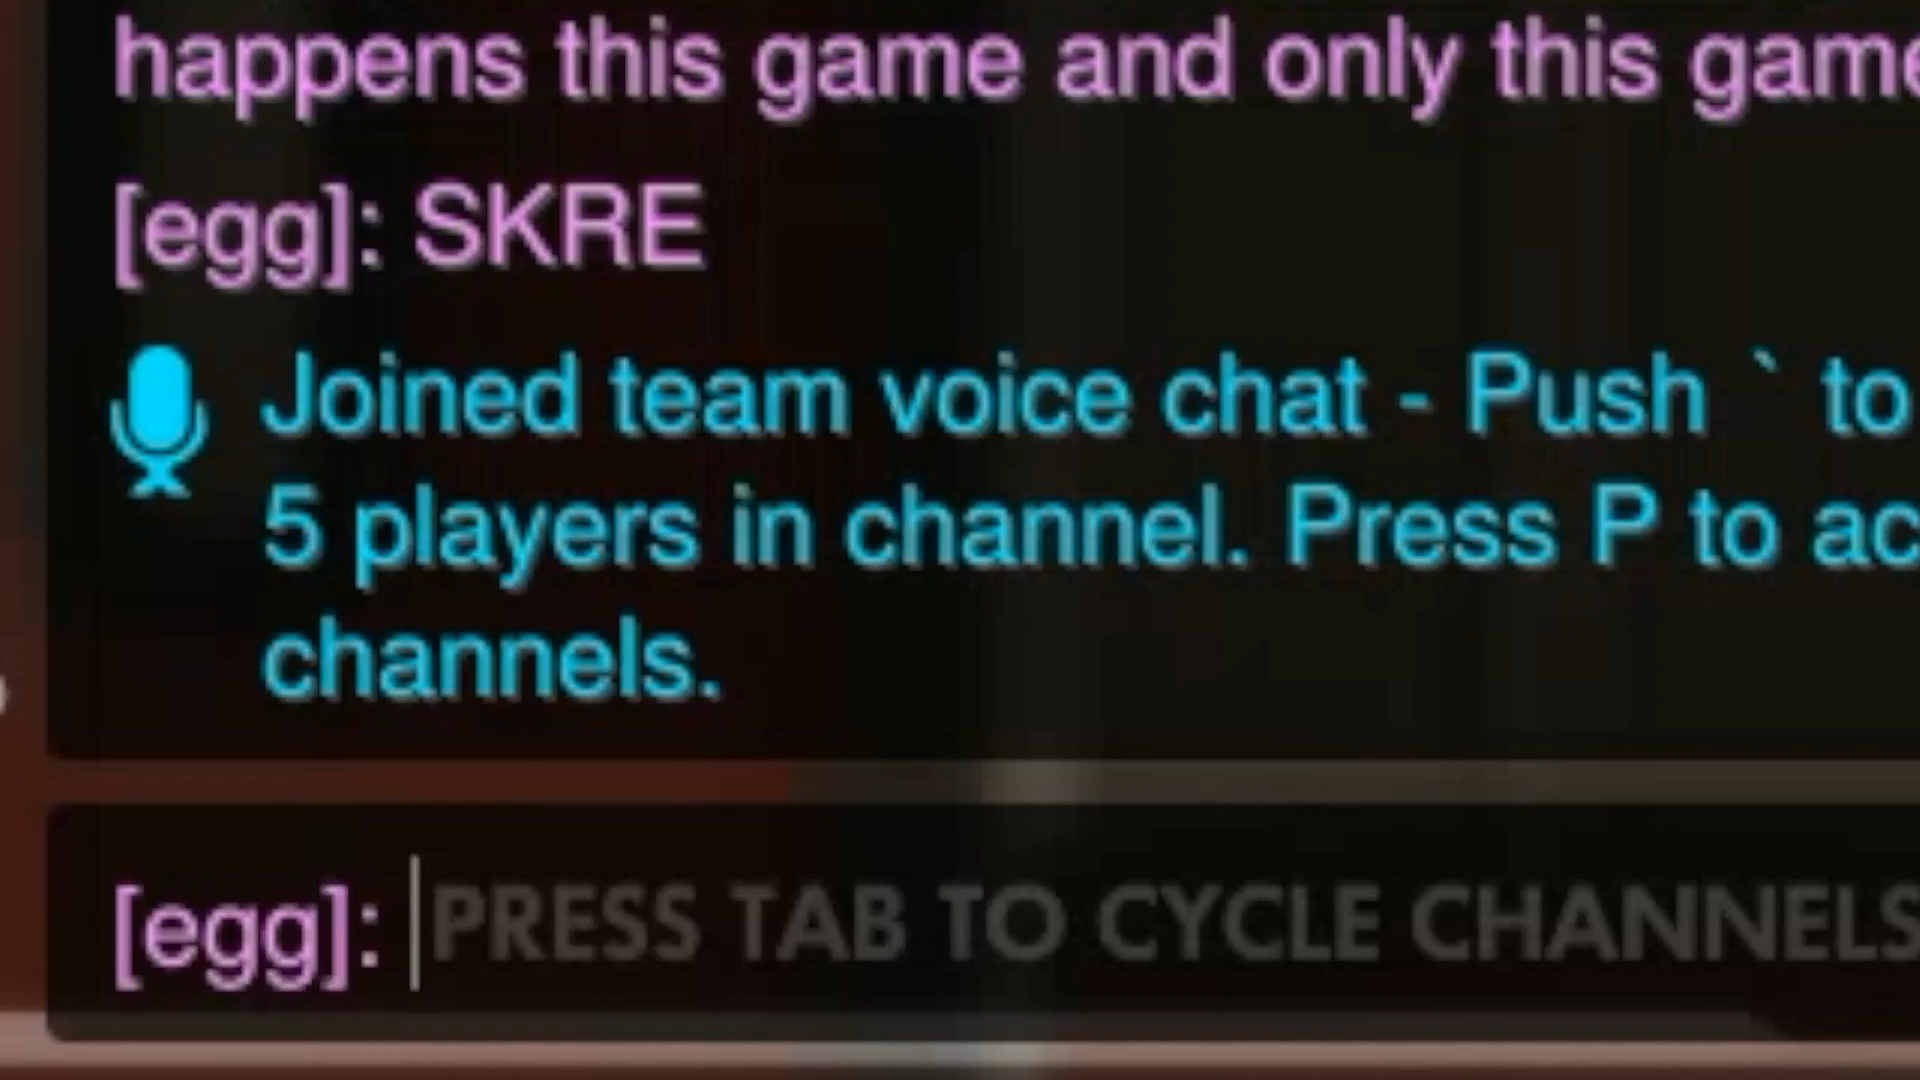 happens this game and only this game
[egg]: SKRE
Joined team voice chat - Push ` to
5 players in channel. Press P to ac
channels.
[egg]: PRESS TAB TO CYCLE CHANNELS